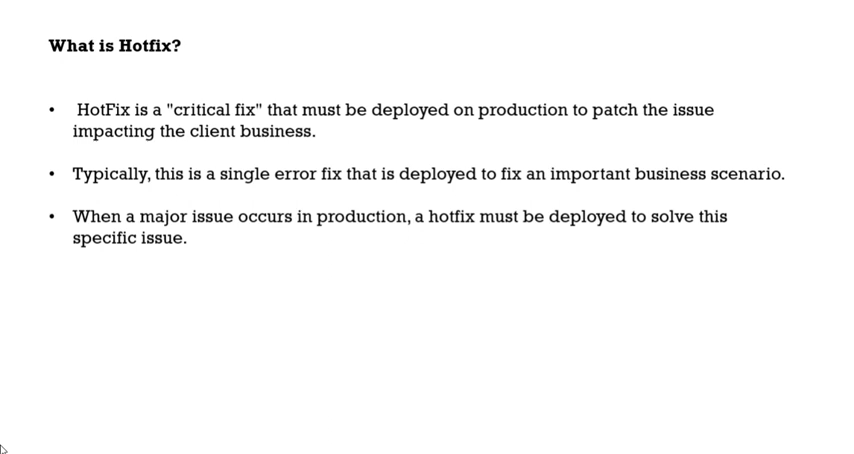 What is Hotfix?
• HotFix is a "critical fix" that must be deployed on production to patch the issue
impacting the client business.
• Typically, this is a single error fix that is deployed to fix an important business scenario.
• When a major issue occurs in production, a hotfix must be deployed to solve this
specific issue.